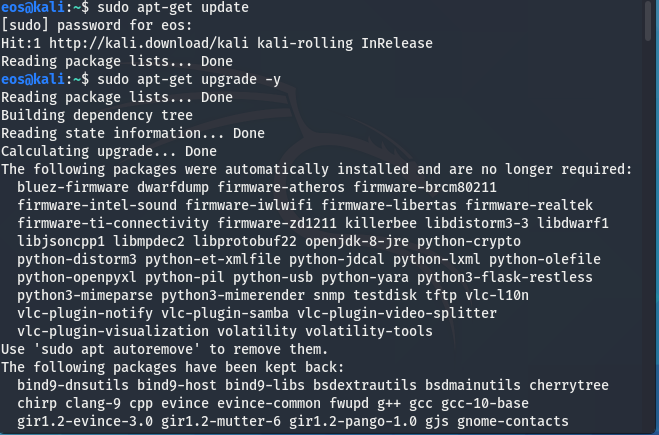 eos@kali:~$ sudo apt-get update
[sudo] password for eos:
Hit:1 http://kali.download/kali kali-rolling InRelease
Reading package lists... Done
eos@kali:~$ sudo apt-get upgrade -y
Reading package lists... Done
Building dependency tree
Reading state information... Done
Calculating upgrade... Done
The following packages were automatically installed and are no longer required:
  bluez-firmware dwarfdump firmware-atheros firmware-brcm80211
  firmware-intel-sound firmware-iwlwifi firmware-libertas firmware-realtek
  firmware-ti-connectivity firmware-zd1211 killerbee libdistorm3-3 libdwarf1
  libjsoncpp1 libmpdec2 libprotobuf22 openjdk-8-jre python-crypto
  python-distorm3 python-et-xmlfile python-jdcal python-lxml python-olefile
  python-openpyxl python-pil python-usb python-yara python3-flask-restless
  python3-mimeparse python3-mimerender snmp testdisk tftp vlc-l10n
  vlc-plugin-notify vlc-plugin-samba vlc-plugin-video-splitter
  vlc-plugin-visualization volatility volatility-tools
Use 'sudo apt autoremove' to remove them.
The following packages have been kept back:
  bind9-dnsutils bind9-host bind9-libs bsdextrautils bsdmainutils cherrytree
  chirp clang-9 cpp evince evince-common fwupd g++ gcc gcc-10-base
  gir1.2-evince-3.0 gir1.2-mutter-6 gir1.2-pango-1.0 gjs gnome-contacts